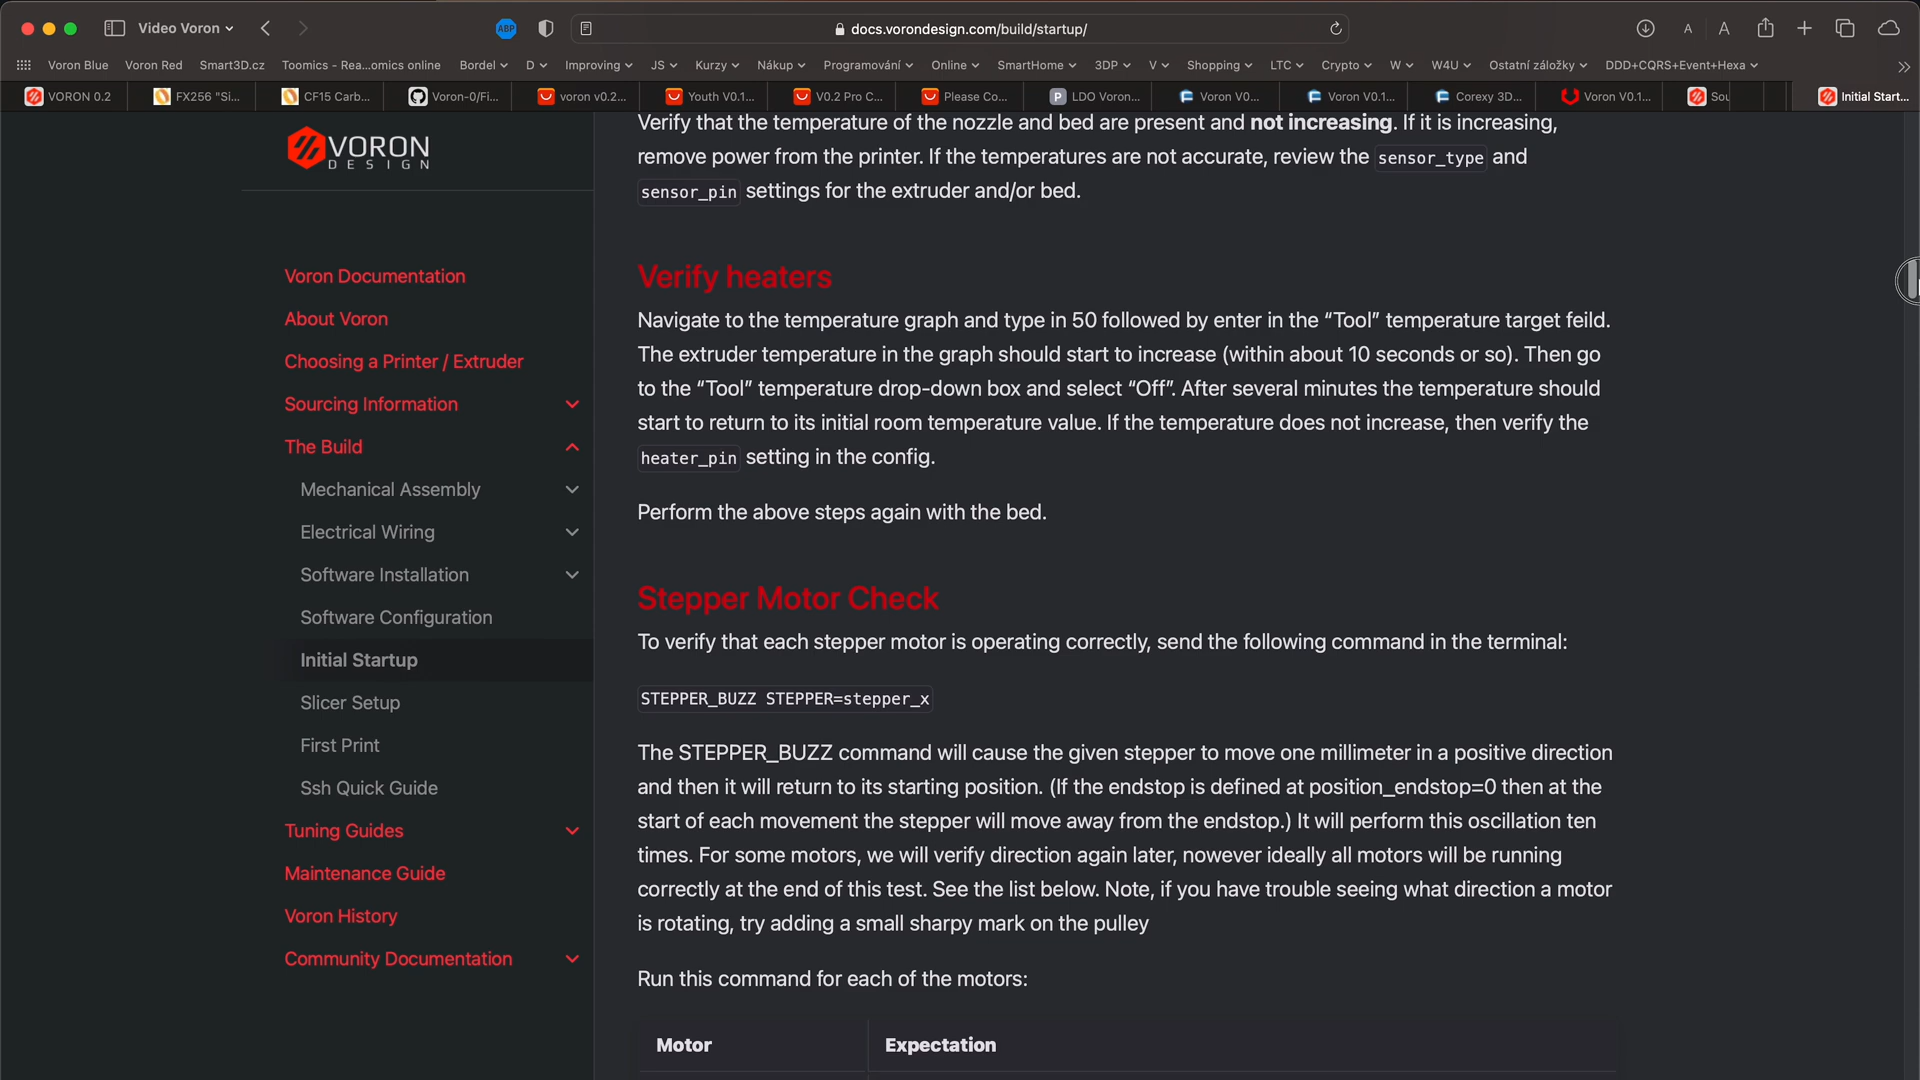 Video Voron
ABP
docs.vorondesign.com/build/startup/
A A
Voron Blue Voron Red Smart3D.cz Toomics - Rea...omics online Bordel D Improving JS Kurzy Nákup Programování Online SmartHome 3DP V Shopping LTC Crypto W W4U Ostatní záložky DDD+CQRS+Event+Hexa
VORON 0.2 FX256 "Si... CF15 Carb... Voron-0/Fi... voron v0.2... Youth V0.1... V0.2 Pro C... Please Co... LDO Voron... Voron V0... Voron V0.1... Corexy 3D... Voron V0.1... Sou Initial Start...
VORON
DESIGN
Voron Documentation
About Voron
Choosing a Printer / Extruder
Sourcing Information
The Build
Mechanical Assembly
Electrical Wiring
Software Installation
Software Configuration
Initial Startup
Slicer Setup
First Print
Ssh Quick Guide
Tuning Guides
Maintenance Guide
Voron History
Community Documentation
Verify that the temperature of the nozzle and bed are present and not increasing. If it is increasing,
remove power from the printer. If the temperatures are not accurate, review the sensor_type and
sensor_pin settings for the extruder and/or bed.
Verify heaters
Navigate to the temperature graph and type in 50 followed by enter in the “Tool” temperature target feild.
The extruder temperature in the graph should start to increase (within about 10 seconds or so). Then go
to the “Tool” temperature drop-down box and select “Off”. After several minutes the temperature should
start to return to its initial room temperature value. If the temperature does not increase, then verify the
heater_pin setting in the config.
Perform the above steps again with the bed.
Stepper Motor Check
To verify that each stepper motor is operating correctly, send the following command in the terminal:
STEPPER_BUZZ STEPPER=stepper_x
The STEPPER_BUZZ command will cause the given stepper to move one millimeter in a positive direction
and then it will return to its starting position. (If the endstop is defined at position_endstop=0 then at the
start of each movement the stepper will move away from the endstop.) It will perform this oscillation ten
times. For some motors, we will verify direction again later, nowever ideally all motors will be running
correctly at the end of this test. See the list below. Note, if you have trouble seeing what direction a motor
is rotating, try adding a small sharpy mark on the pulley
Run this command for each of the motors:
Motor Expectation